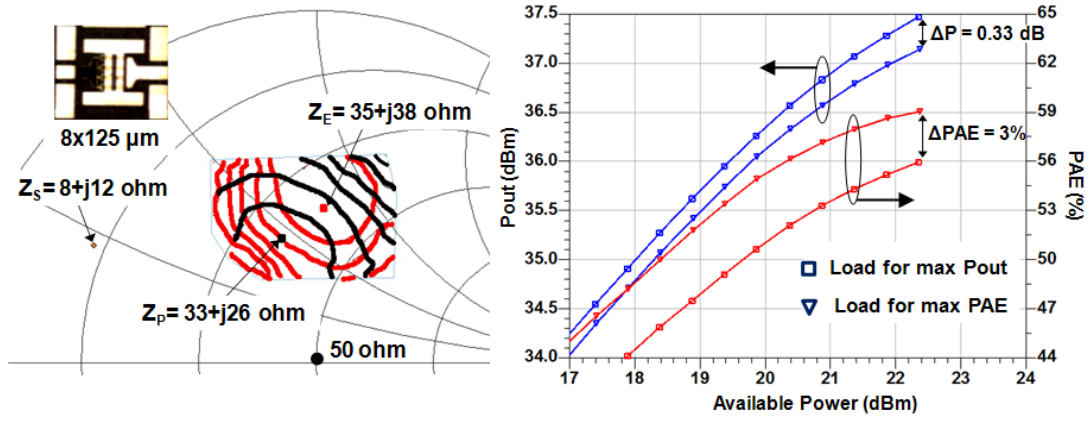 8x125 µm
Z_E= 35+j38 ohm
Z_S= 8+j12 ohm
Z_P= 33+j26 ohm
50 ohm
Pout (dBm)
37.5
37.0
36.5
36.0
35.5
35.0
34.5
34.0
ΔP = 0.33 dB
ΔPAE = 3%
Load for max Pout
Load for max PAE
65
62
59
56
53
50
47
44
PAE (%)
17 18 19 20 21 22 23 24
Available Power (dBm)